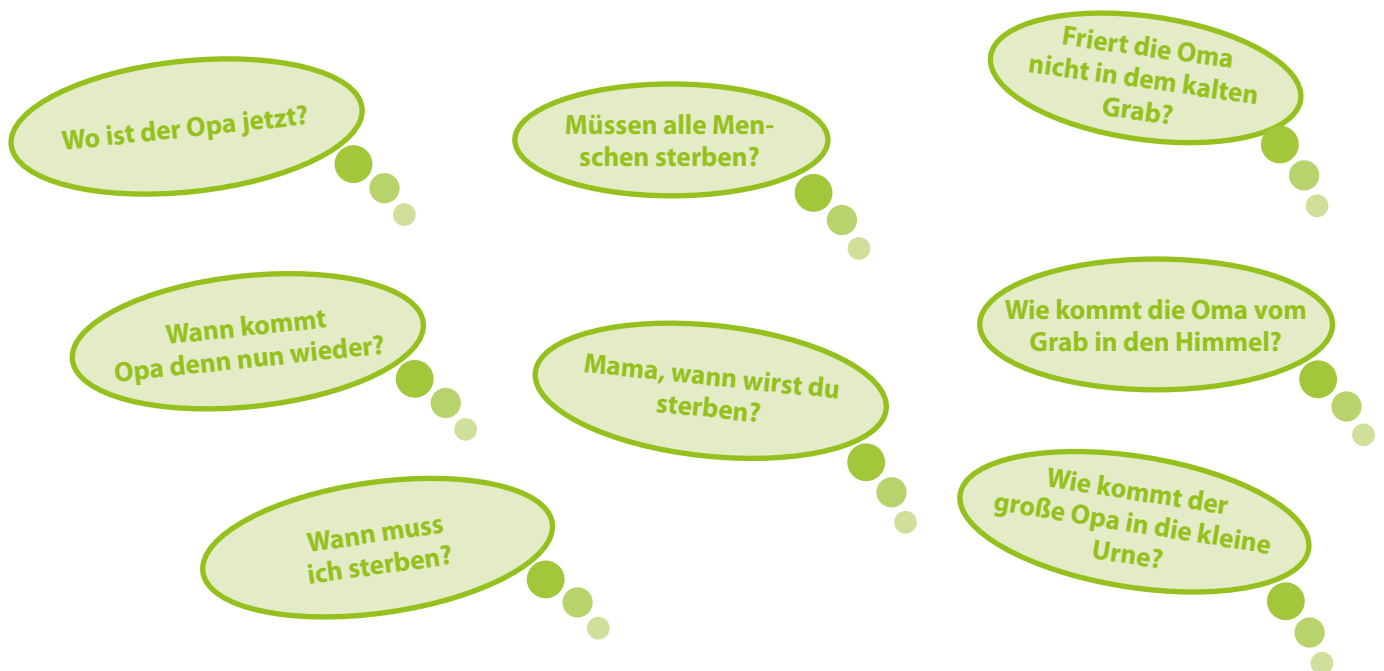 Wo ist der Opa jetzt?
Müssen alle Men-
schen sterben?
Friert die Oma
nicht in dem kalten
Grab?
Wann kommt
Opa denn nun wieder?
Mama, wann wirst du
sterben?
Wie kommt die Oma vom
Grab in den Himmel?
Wann muss
ich sterben?
Wie kommt der
große Opa in die kleine
Urne?